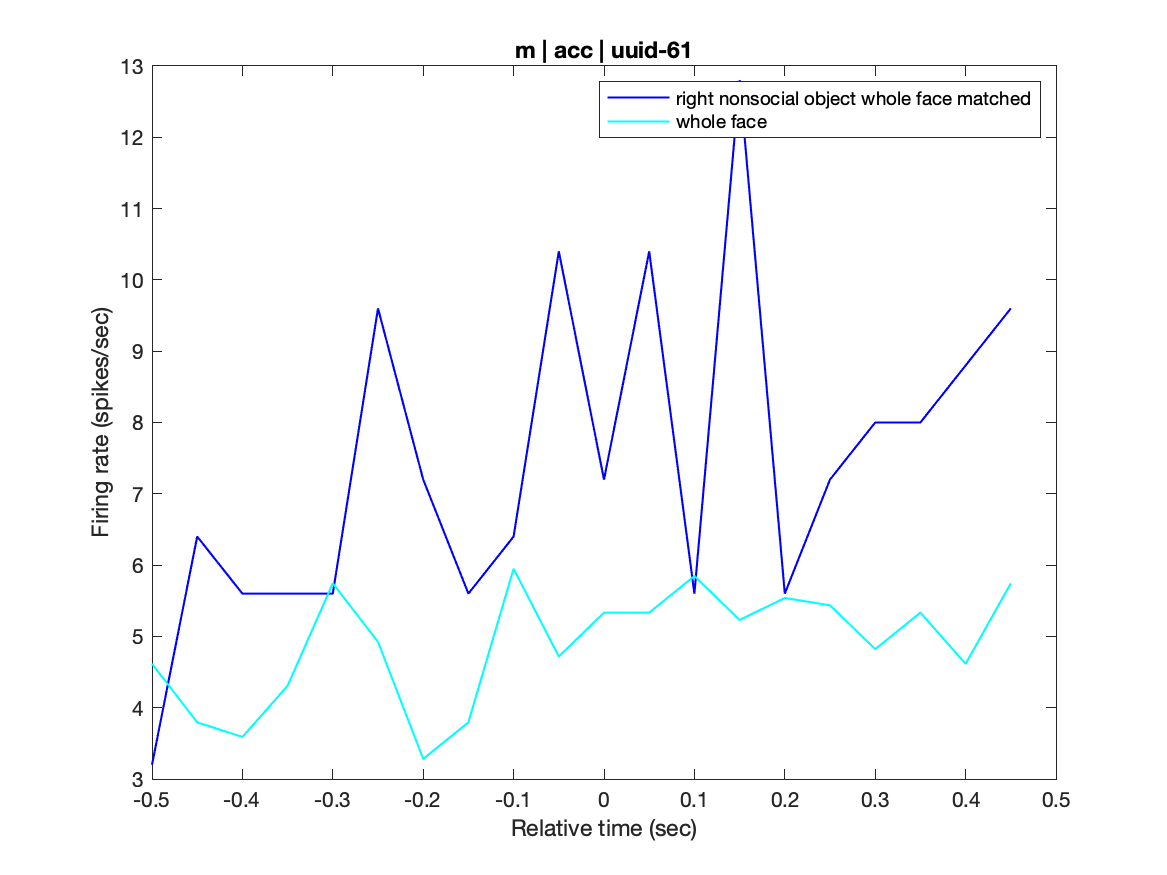 m | acc | uuid-61
13
right nonsocial object whole face matched
whole face
12
11
10
9
8
7
6
5
4
3
Firing rate (spikes/sec)
-0.5 -0.4 -0.3 -0.2 -0.1 0 0.1 0.2 0.3 0.4 0.5
Relative time (sec)